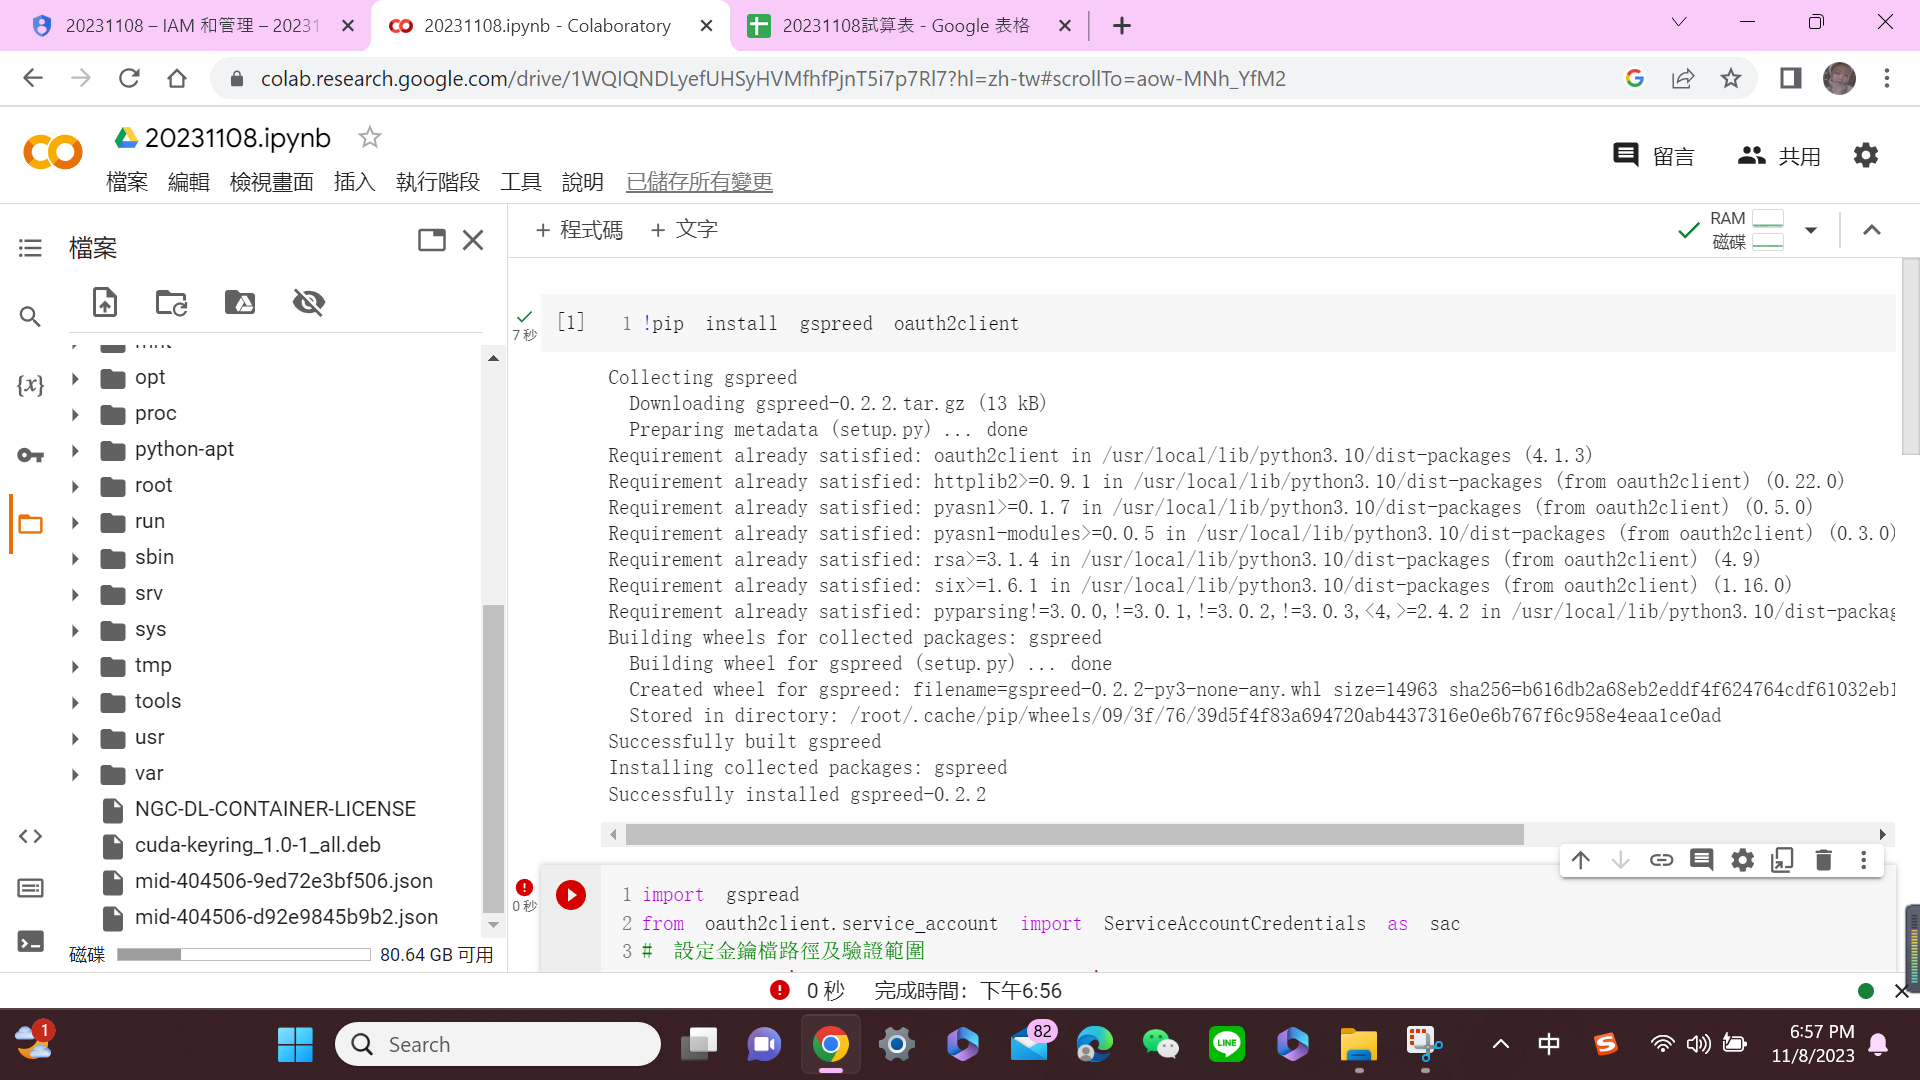 20231108 – IAM 和管理 – 20231
20231108.ipynb - Colaboratory
20231108試算表 - Google 表格
colab.research.google.com/drive/1WQIQNDLyefUHSyHVMfhfPjnT5i7p7Rl7?hl=zh-tw#scrollTo=aow-MNh_YfM2
20231108.ipynb
留言
共用
檔案 編輯 檢視畫面 插入 執行階段 工具 說明 已儲存所有變更
檔案
+ 程式碼 + 文字
RAM
磁碟
opt
proc
python-apt
root
run
sbin
srv
sys
tmp
tools
usr
var
NGC-DL-CONTAINER-LICENSE
cuda-keyring_1.0-1_all.deb
mid-404506-9ed72e3bf506.json
mid-404506-d92e9845b9b2.json
磁碟 80.64 GB 可用
7 秒
[1] 1 !pip install gspreed oauth2client
Collecting gspreed
Downloading gspreed-0.2.2.tar.gz (13 kB)
Preparing metadata (setup.py) ... done
Requirement already satisfied: oauth2client in /usr/local/lib/python3.10/dist-packages (4.1.3)
Requirement already satisfied: httplib2>=0.9.1 in /usr/local/lib/python3.10/dist-packages (from oauth2client) (0.22.0)
Requirement already satisfied: pyasn1>=0.1.7 in /usr/local/lib/python3.10/dist-packages (from oauth2client) (0.5.0)
Requirement already satisfied: pyasn1-modules>=0.0.5 in /usr/local/lib/python3.10/dist-packages (from oauth2client) (0.3.0)
Requirement already satisfied: rsa>=3.1.4 in /usr/local/lib/python3.10/dist-packages (from oauth2client) (4.9)
Requirement already satisfied: six>=1.6.1 in /usr/local/lib/python3.10/dist-packages (from oauth2client) (1.16.0)
Requirement already satisfied: pyparsing!=3.0.0,!=3.0.1,!=3.0.2,!=3.0.3,<4,>=2.4.2 in /usr/local/lib/python3.10/dist-packag
Building wheels for collected packages: gspreed
Building wheel for gspreed (setup.py) ... done
Created wheel for gspreed: filename=gspreed-0.2.2-py3-none-any.whl size=14963 sha256=b616db2a68eb2eddf4f624764cdf61032eb1
Stored in directory: /root/.cache/pip/wheels/09/3f/76/39d5f4f83a694720ab4437316e0e6b767f6c958e4eaa1ce0ad
Successfully built gspreed
Installing collected packages: gspreed
Successfully installed gspreed-0.2.2
0 秒
1 import gspread
2 from oauth2client.service_account import ServiceAccountCredentials as sac
3 # 設定金鑰檔路徑及驗證範圍
0 秒 完成時間: 下午6:56
1
Search
82
LINE
中
6:57 PM
11/8/2023